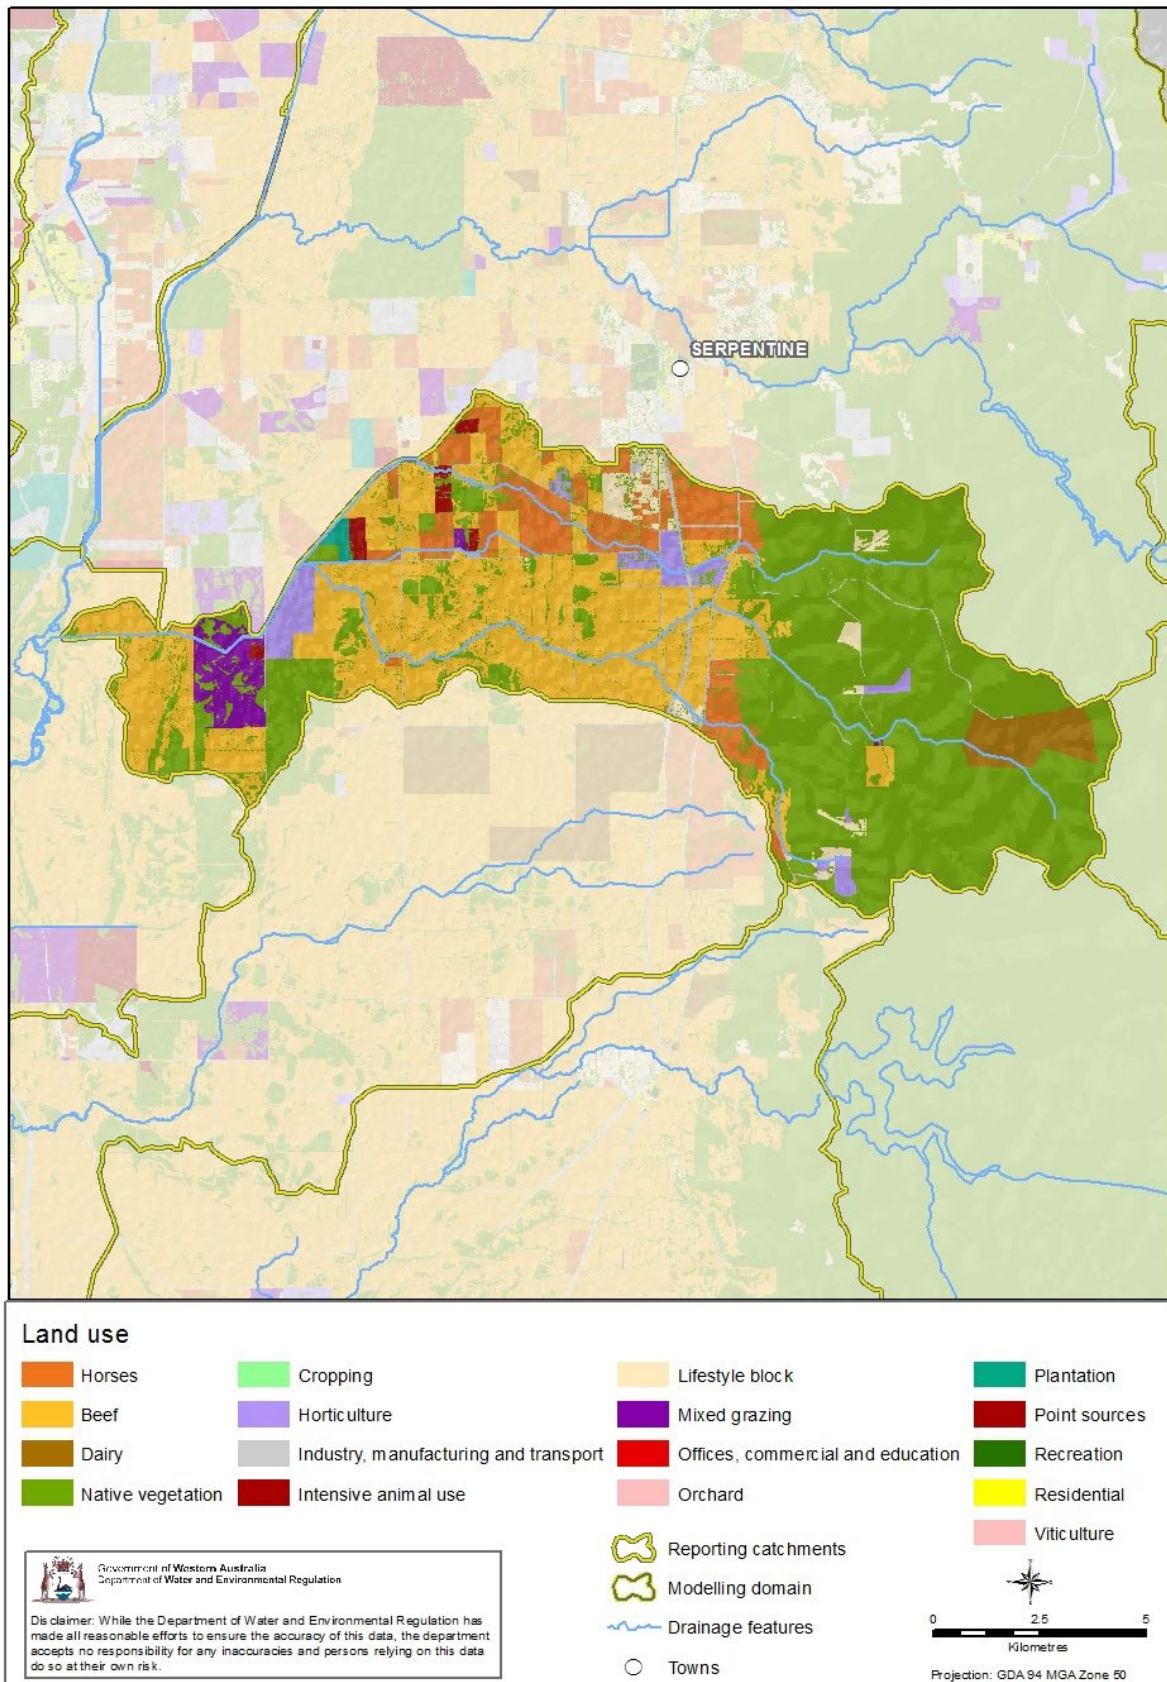 SERPENTINE
Land use
Horses
Beef
Dairy
Native vegetation
Cropping
Horticulture
Industry, manufacturing and transport
Intensive animal use
Lifestyle block
Mixed grazing
Offices, commercial and education
Orchard
Plantation
Point sources
Recreation
Residential
Viticulture
Reporting catchments
Modelling domain
Drainage features
Towns
Government of Western Australia
Department of Water and Environmental Regulation
Disclaimer: While the Department of Water and Environmental Regulation has
made all reasonable efforts to ensure the accuracy of this data, the department
accepts no responsibility for any inaccuracies and persons relying on this data
do so at their own risk.
0 2.5 5
Kilometres
Projection: GDA 94 MGA Zone 50